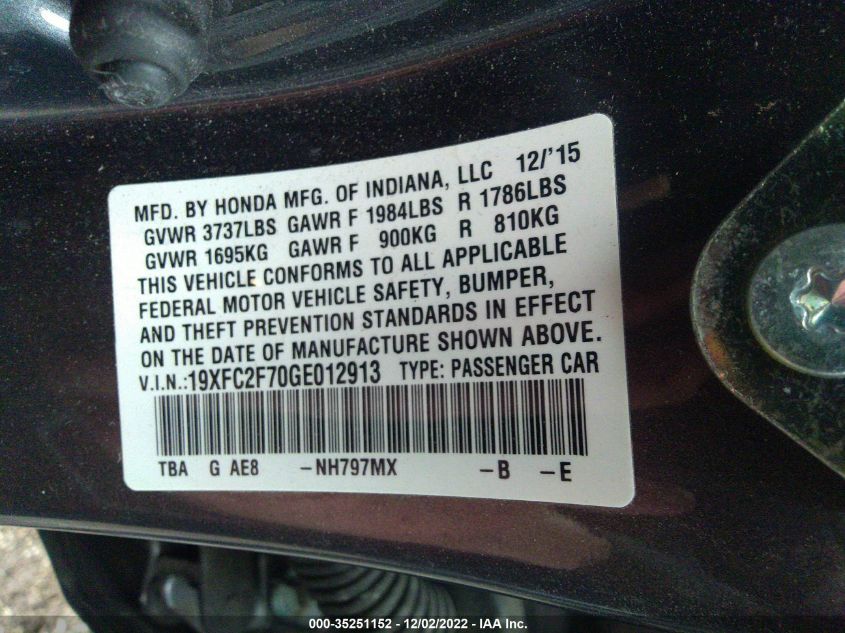 MFD. BY HONDA MFG. OF INDIANA, LLC 12/'15
GVWR 3737LBS GAWR F 1984LBS R 1786LBS
GVWR 1695KG GAWR F 900KG R 810KG
THIS VEHICLE CONFORMS TO ALL APPLICABLE
FEDERAL MOTOR VEHICLE SAFETY, BUMPER,
AND THEFT PREVENTION STANDARDS IN EFFECT
ON THE DATE OF MANUFACTURE SHOWN ABOVE.
V.I.N.:19XFC2F70GE012913 TYPE: PASSENGER CAR
TBA G AE8 -NH797MX -B -E
000-35251152 - 12/02/2022 - IAA Inc.